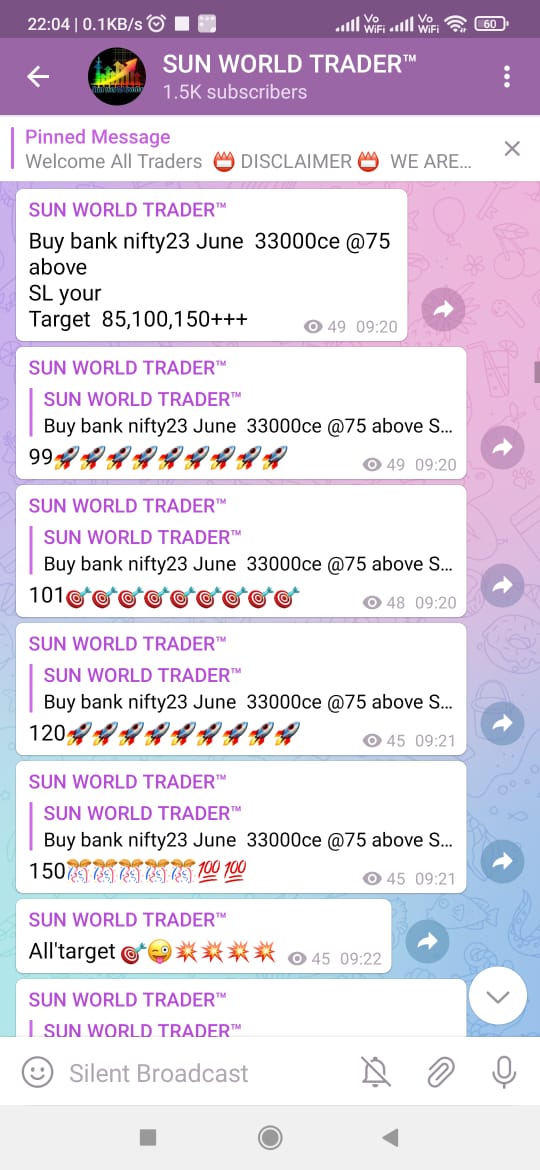 22:04 | 0.1KB/s
Vo WiFi
Vo WiFi
60
SUN WORLD TRADER™
1.5K subscribers
Pinned Message
Welcome All Traders 📛 DISCLAIMER 📛 WE ARE...
SUN WORLD TRADER™
Buy bank nifty23 June 33000ce @75
above
SL your
Target 85,100,150+++
49 09:20
SUN WORLD TRADER™
SUN WORLD TRADER™
Buy bank nifty23 June 33000ce @75 above S...
99🚀🚀🚀🚀🚀🚀🚀🚀🚀
49 09:20
SUN WORLD TRADER™
SUN WORLD TRADER™
Buy bank nifty23 June 33000ce @75 above S...
101🎯🎯🎯🎯🎯🎯🎯🎯🎯
48 09:20
SUN WORLD TRADER™
SUN WORLD TRADER™
Buy bank nifty23 June 33000ce @75 above S...
120🚀🚀🚀🚀🚀🚀🚀🚀🚀
45 09:21
SUN WORLD TRADER™
SUN WORLD TRADER™
Buy bank nifty23 June 33000ce @75 above S...
150🎊🎊🎊🎊🎊💯💯
45 09:21
SUN WORLD TRADER™
All'target 🎯😜💥💥💥💥
45 09:22
SUN WORLD TRADER™
SUN WORLD TRADER™
Silent Broadcast